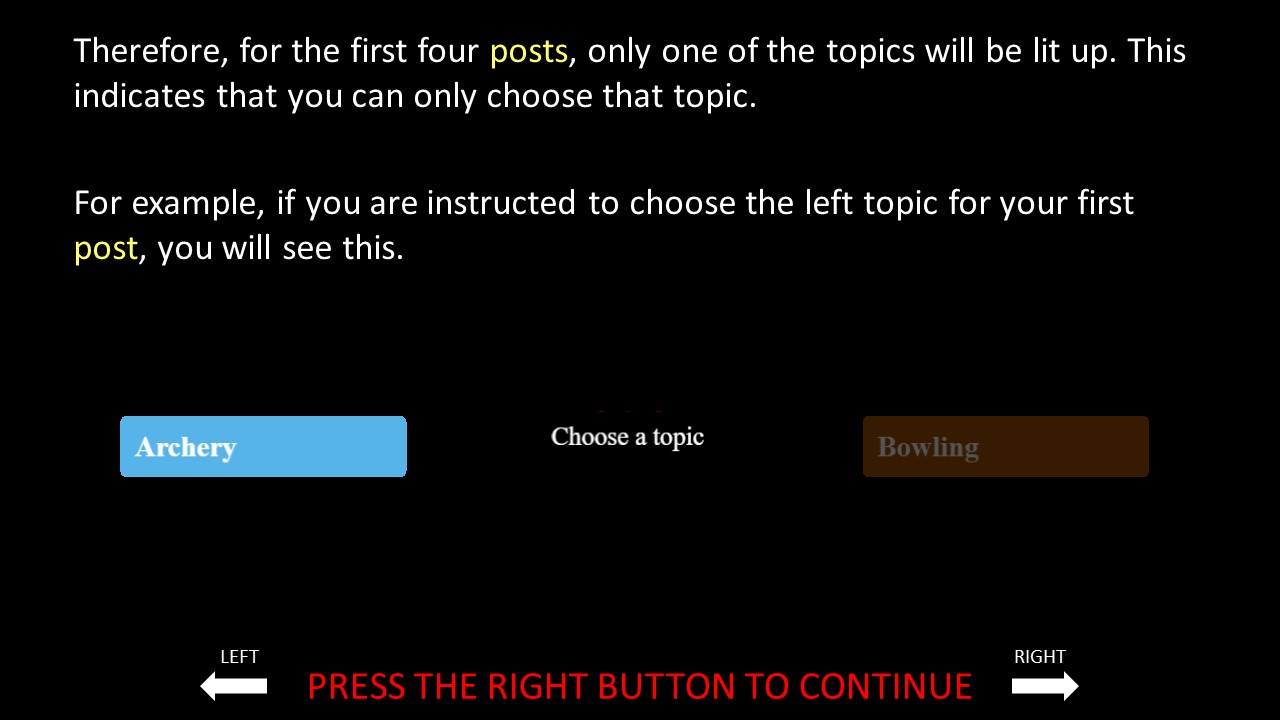 Therefore, for the first four posts, only one of the topics will be lit up. This
indicates that you can only choose that topic.
For example, if you are instructed to choose the left topic for your first
post, you will see this.
Archery
Choose a topic
Bowling
LEFT
RIGHT
PRESS THE RIGHT BUTTON TO CONTINUE